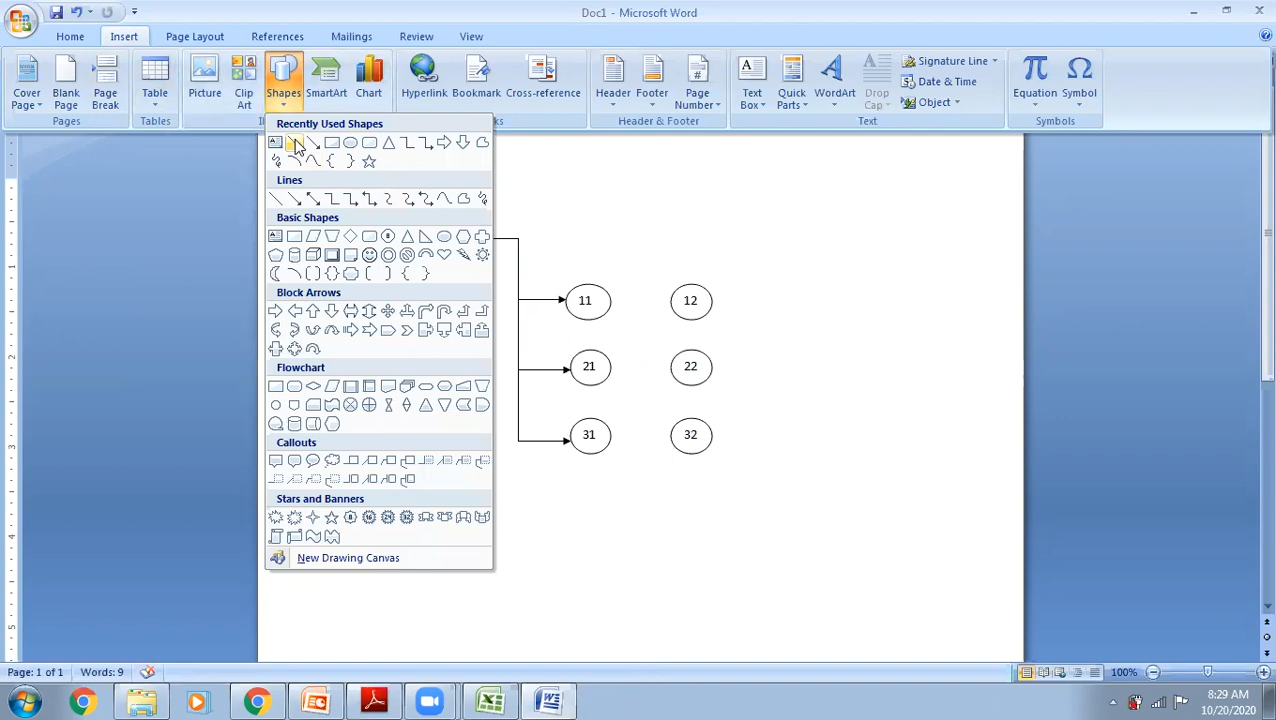 Doc1 - Microsoft Word
Home Insert Page Layout References Mailings Review View
Cover Page Blank Page Page Break Table Picture Clip Art Shapes SmartArt Chart Hyperlink Bookmark Cross-reference Header Footer Page Number Text Box Quick Parts WordArt Drop Cap Signature Line Date & Time Object Equation Symbol
Pages Tables Header & Footer Text Symbols
Recently Used Shapes
Lines
Basic Shapes
Block Arrows
11 12
Flowchart
21 22
31 32
Callouts
Stars and Banners
New Drawing Canvas
Page: 1 of 1 Words: 9 100%
8:29 AM
10/20/2020